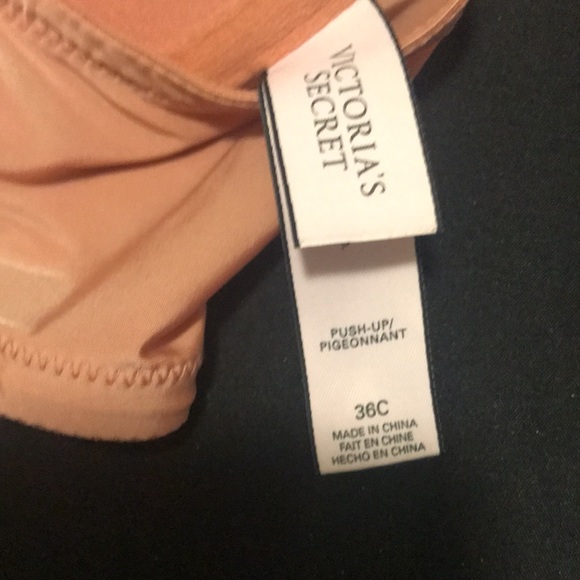 VICTORIA'S
SECRET
PUSH-UP/
PIGEONNANT
36C
MADE IN CHINA
FAIT EN CHINE
HECHO EN CHINA